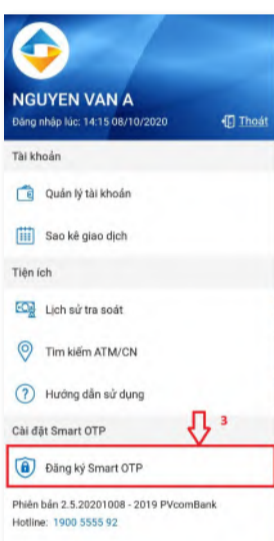 NGUYEN VAN A
Đăng nhập lúc: 14:15 08/10/2020 Thoát
Tài khoản
Quản lý tài khoản
Sao kê giao dịch
Tiện ích
Lịch sử tra soát
Tìm kiếm ATM/CN
Hướng dẫn sử dụng
Cài đặt Smart OTP
3
Đăng ký Smart OTP
Phiên bản 2.5.20201008 - 2019 PVcomBank
Hotline: 1900 5555 92